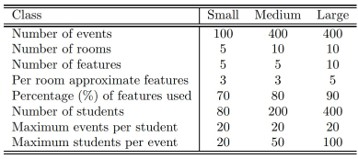 Class Small Medium Large
Number of events 100 400 400
Number of rooms 5 10 10
Number of features 5 5 10
Per room approximate features 3 3 5
Percentage (%) of features used 70 80 90
Number of students 80 200 400
Maximum events per student 20 20 20
Maximum students per event 20 50 100